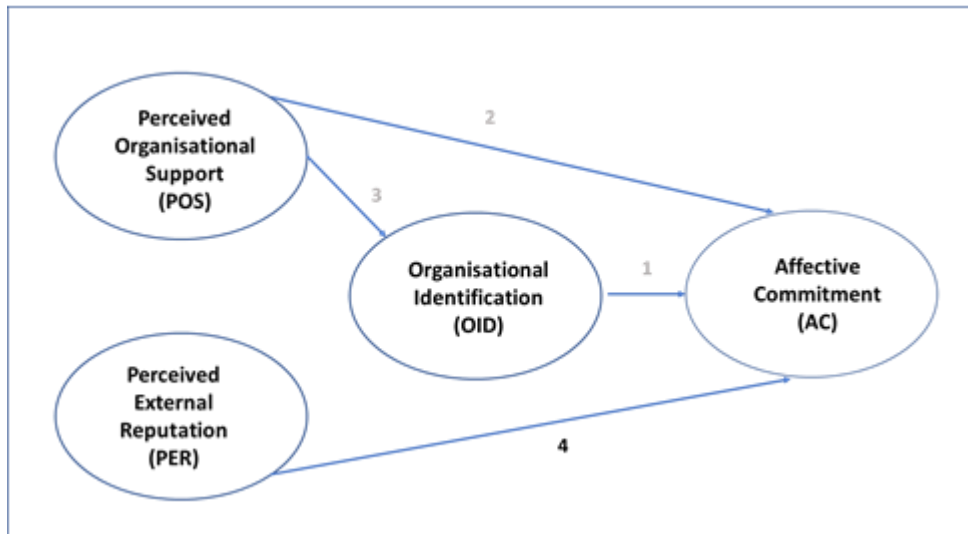 Perceived
Organisational
Support
(POS)
2
3
Organisational
Identification
(OID)
1
Affective
Commitment
(AC)
Perceived
External
Reputation
(PER)
4